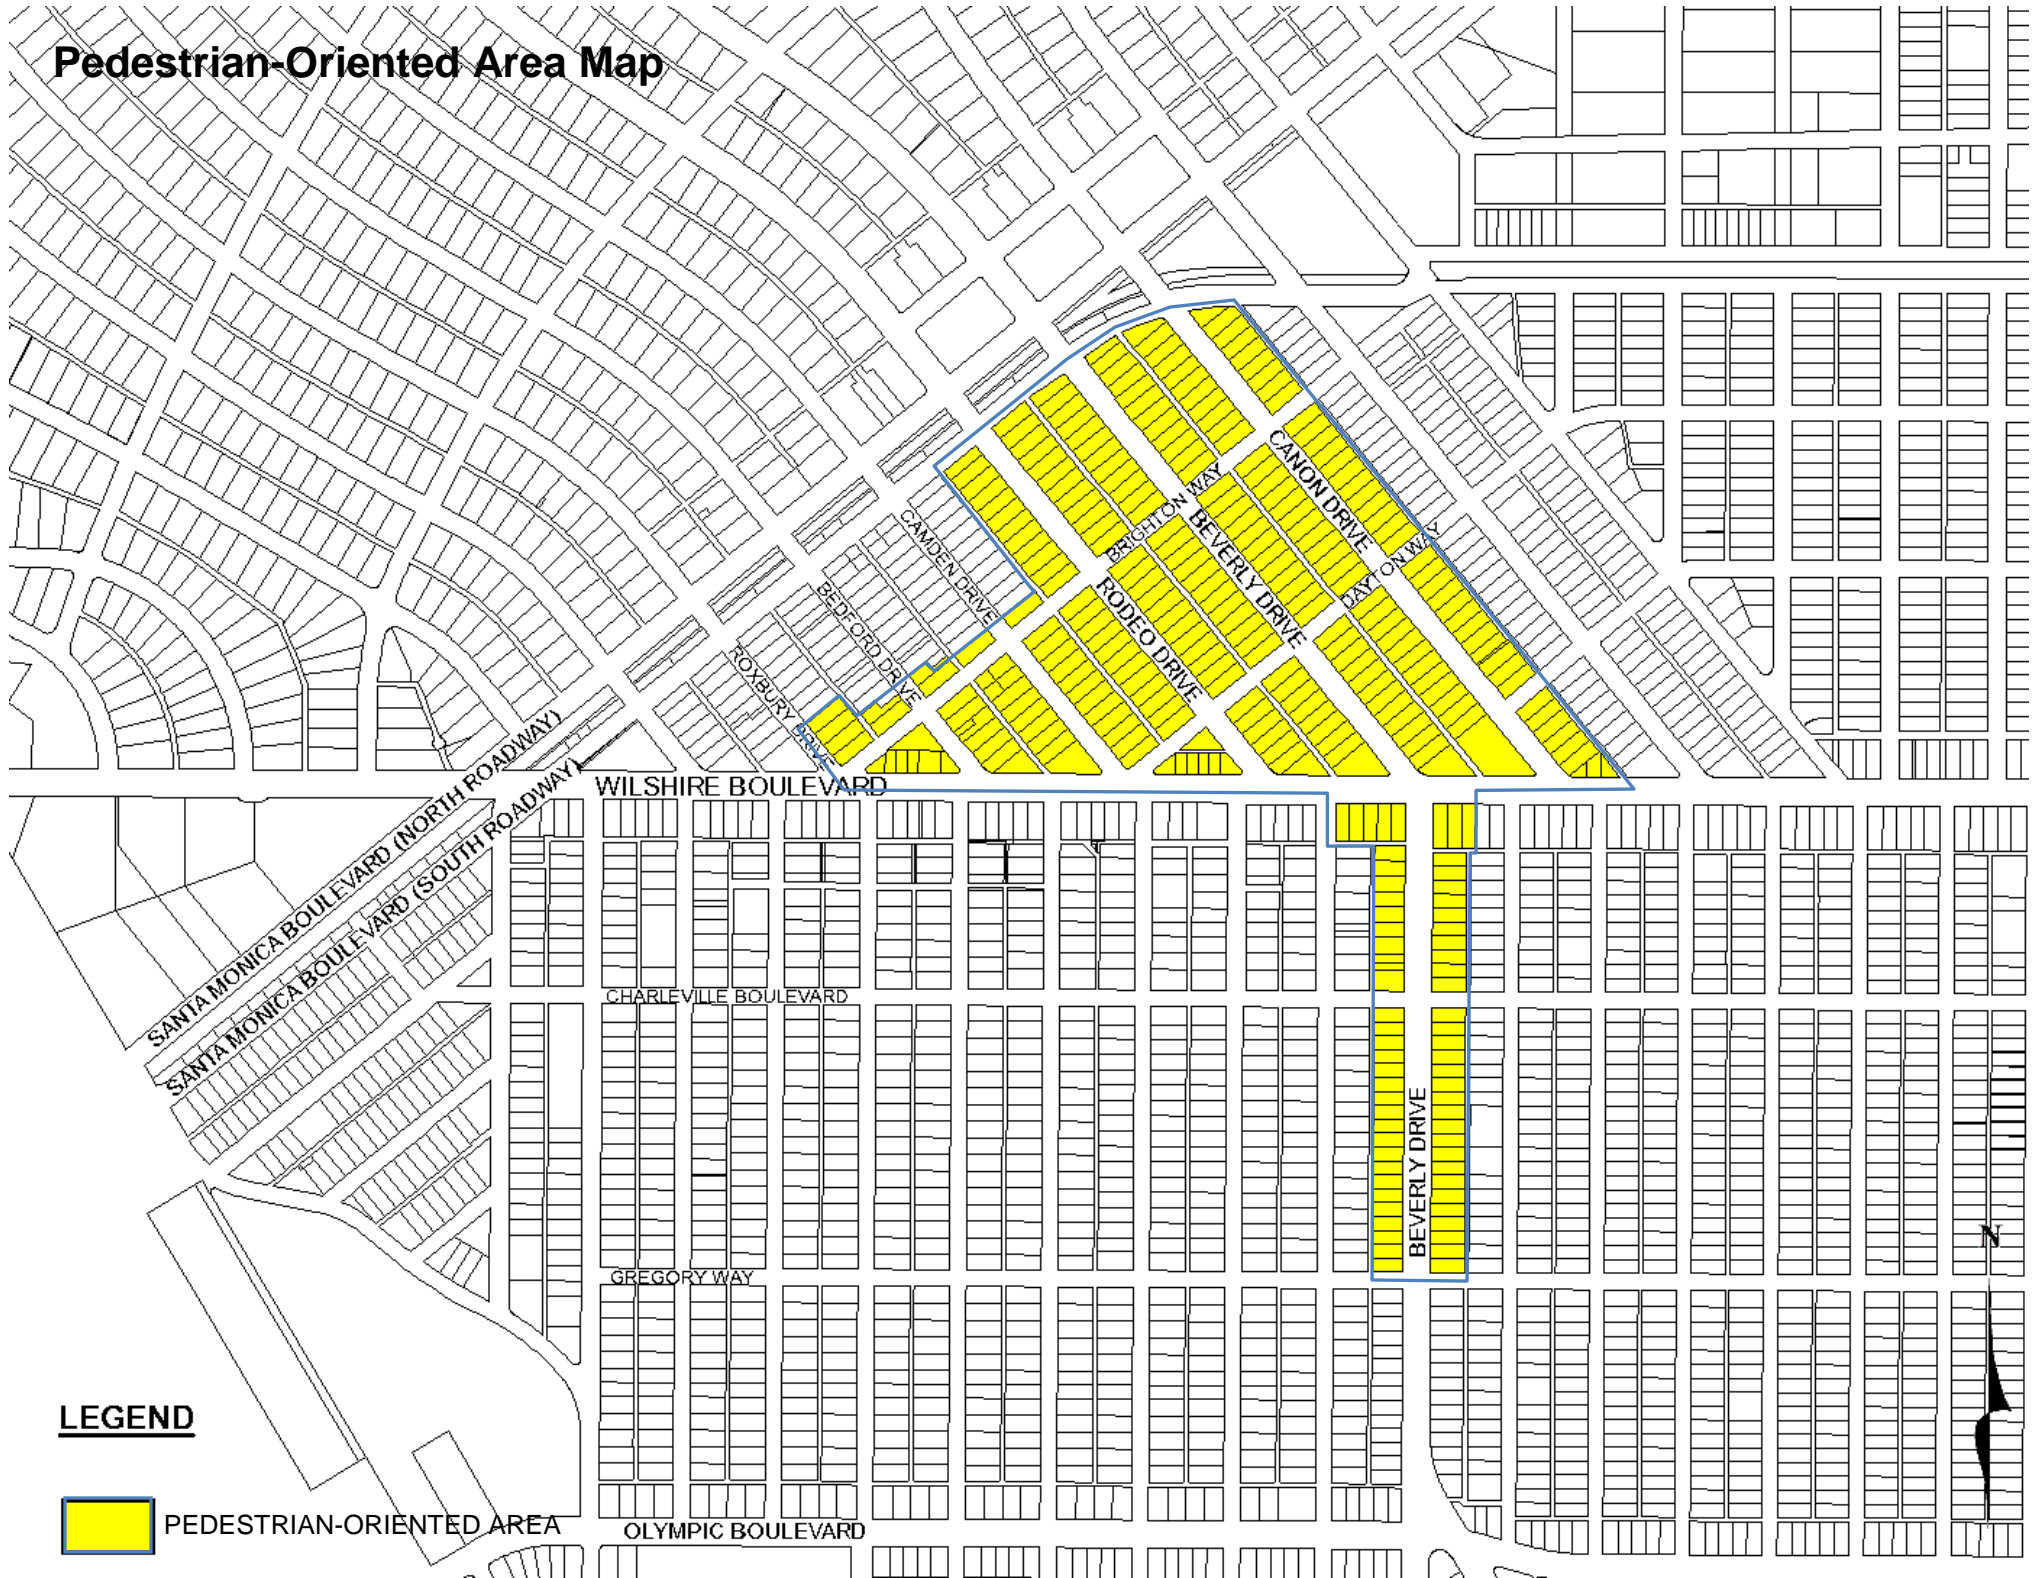 Pedestrian-Oriented Area Map
CANON DRIVE
BRIGHTON WAY
BEVERLY DRIVE
DAYTON WAY
CAMDEN DRIVE
RODEO DRIVE
BEDFORD DRIVE
ROXBURY DRIVE
WILSHIRE BOULEVARD
SANTA MONICA BOULEVARD (NORTH ROADWAY)
SANTA MONICA BOULEVARD (SOUTH ROADWAY)
CHARLEVILLE BOULEVARD
BEVERLY DRIVE
N
GREGORY WAY
LEGEND
PEDESTRIAN-ORIENTED AREA
OLYMPIC BOULEVARD